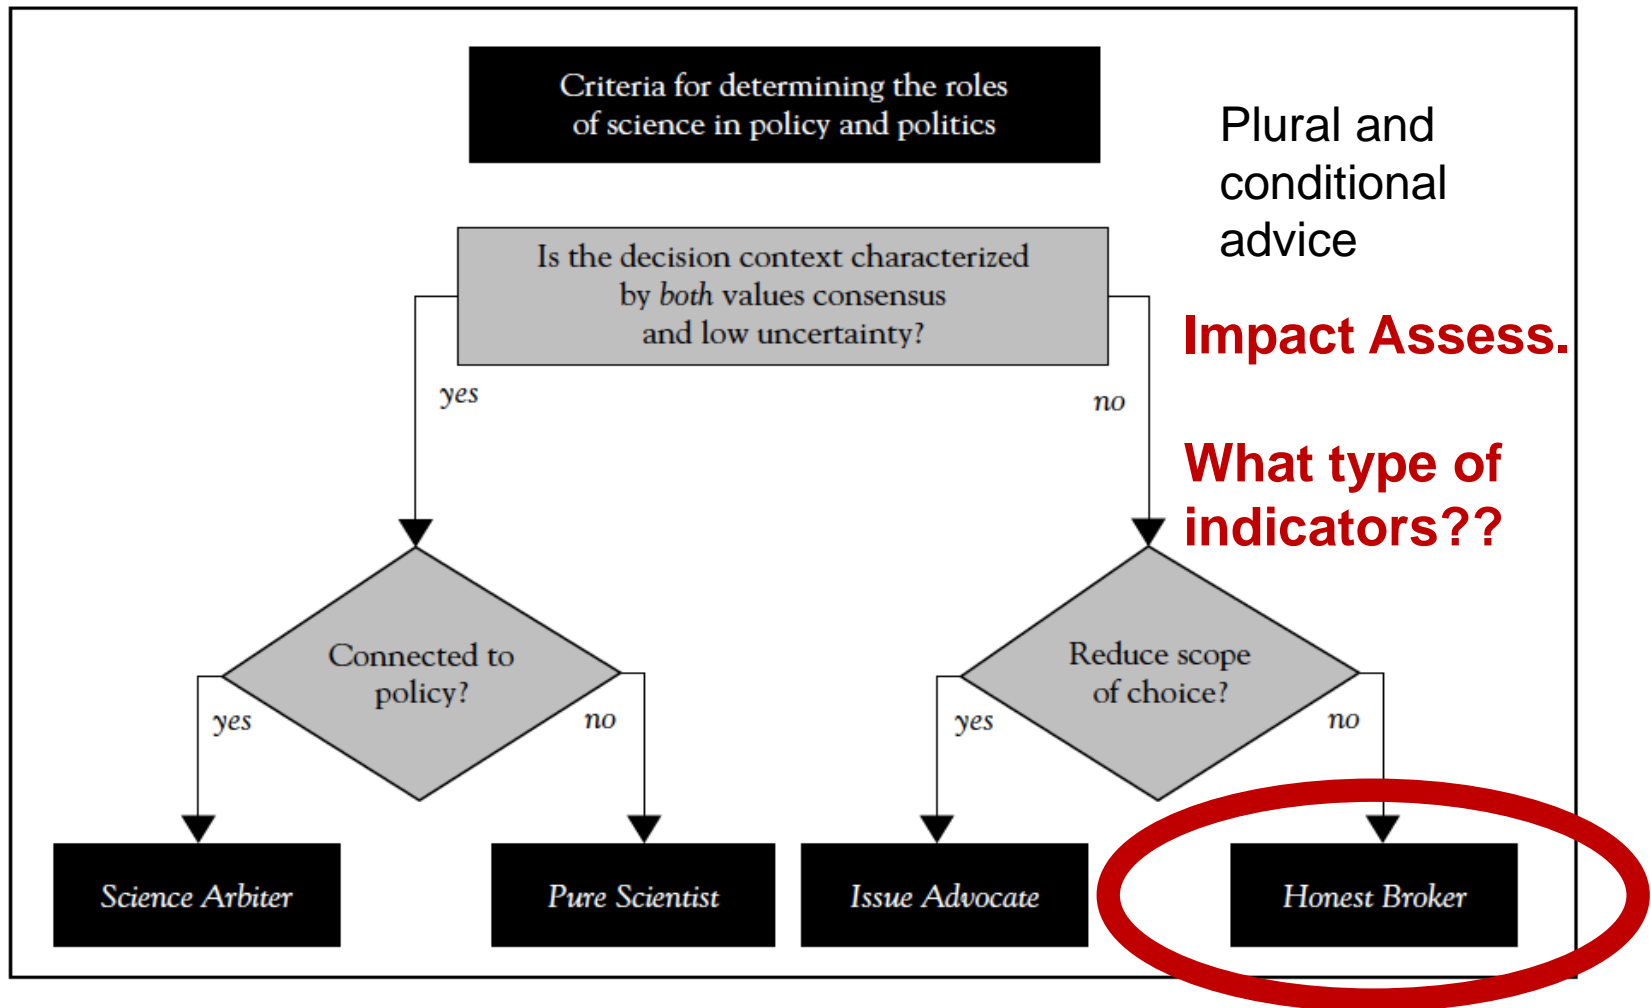 Criteria for determining the roles
of science in policy and politics
Plural and
conditional
advice
Is the decision context characterized
by both values consensus
and low uncertainty?
Impact Assess.
yes
no
What type of
indicators??
Connected to
policy?
Reduce scope
of choice?
yes
no
yes
no
Science Arbiter
Pure Scientist
Issue Advocate
Honest Broker